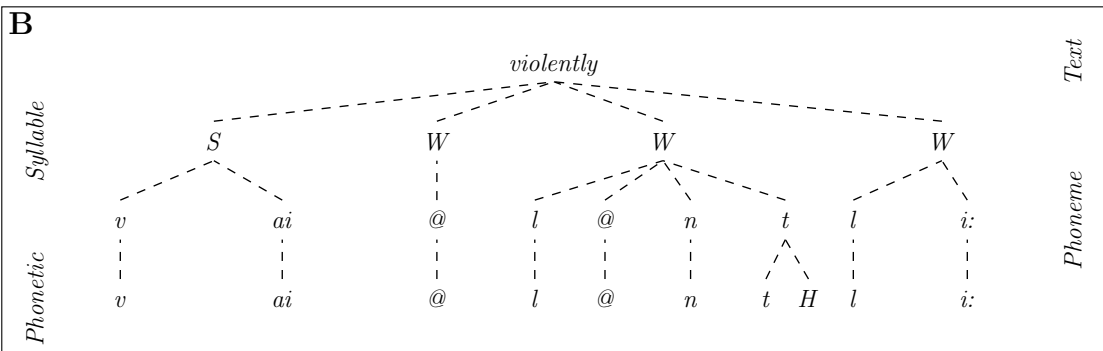 B
violently
Text
Syllable
S W W W
v ai @ l @ n t l i:
Phoneme
Phonetic
v ai @ l @ n t H l i: